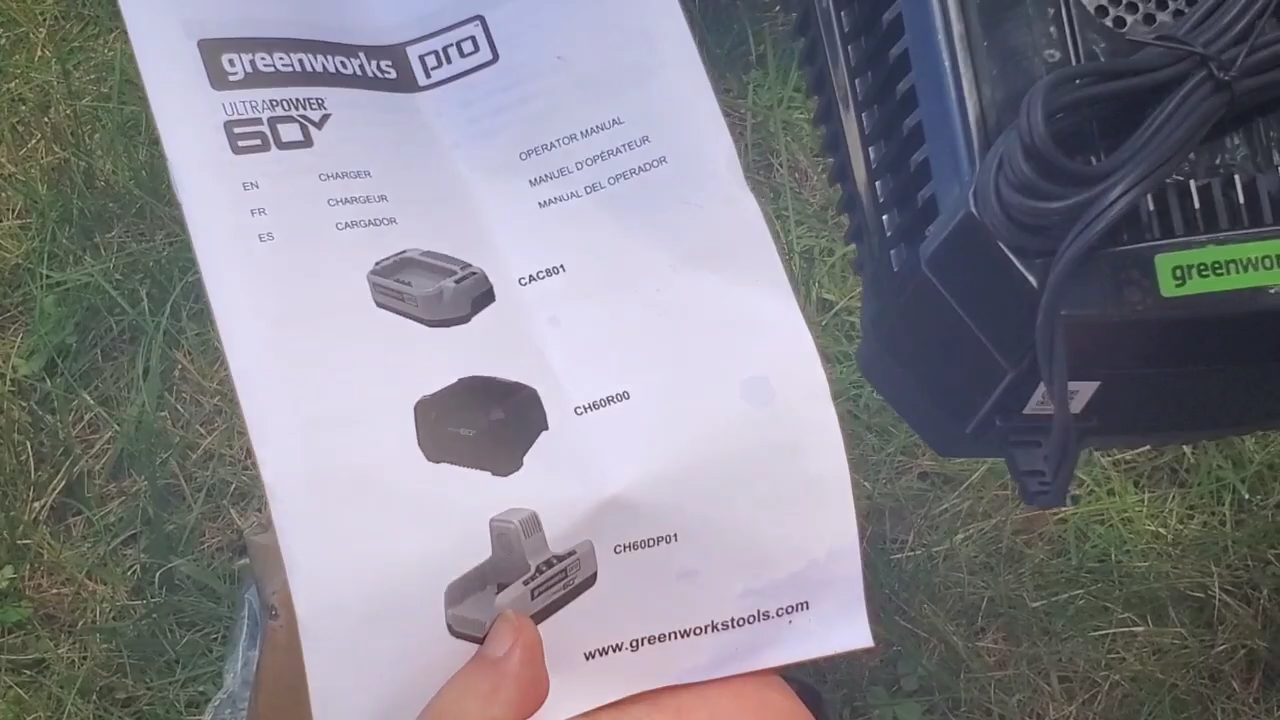 greenworks pro
ULTRAPOWER
60V
OPERATOR MANUAL
MANUEL D'OPÉRATEUR
MANUAL DEL OPERADOR
EN CHARGER
FR CHARGEUR
ES CARGADOR
CAC801
CH60R00
CH60DP01
www.greenworkstools.com
greenwor